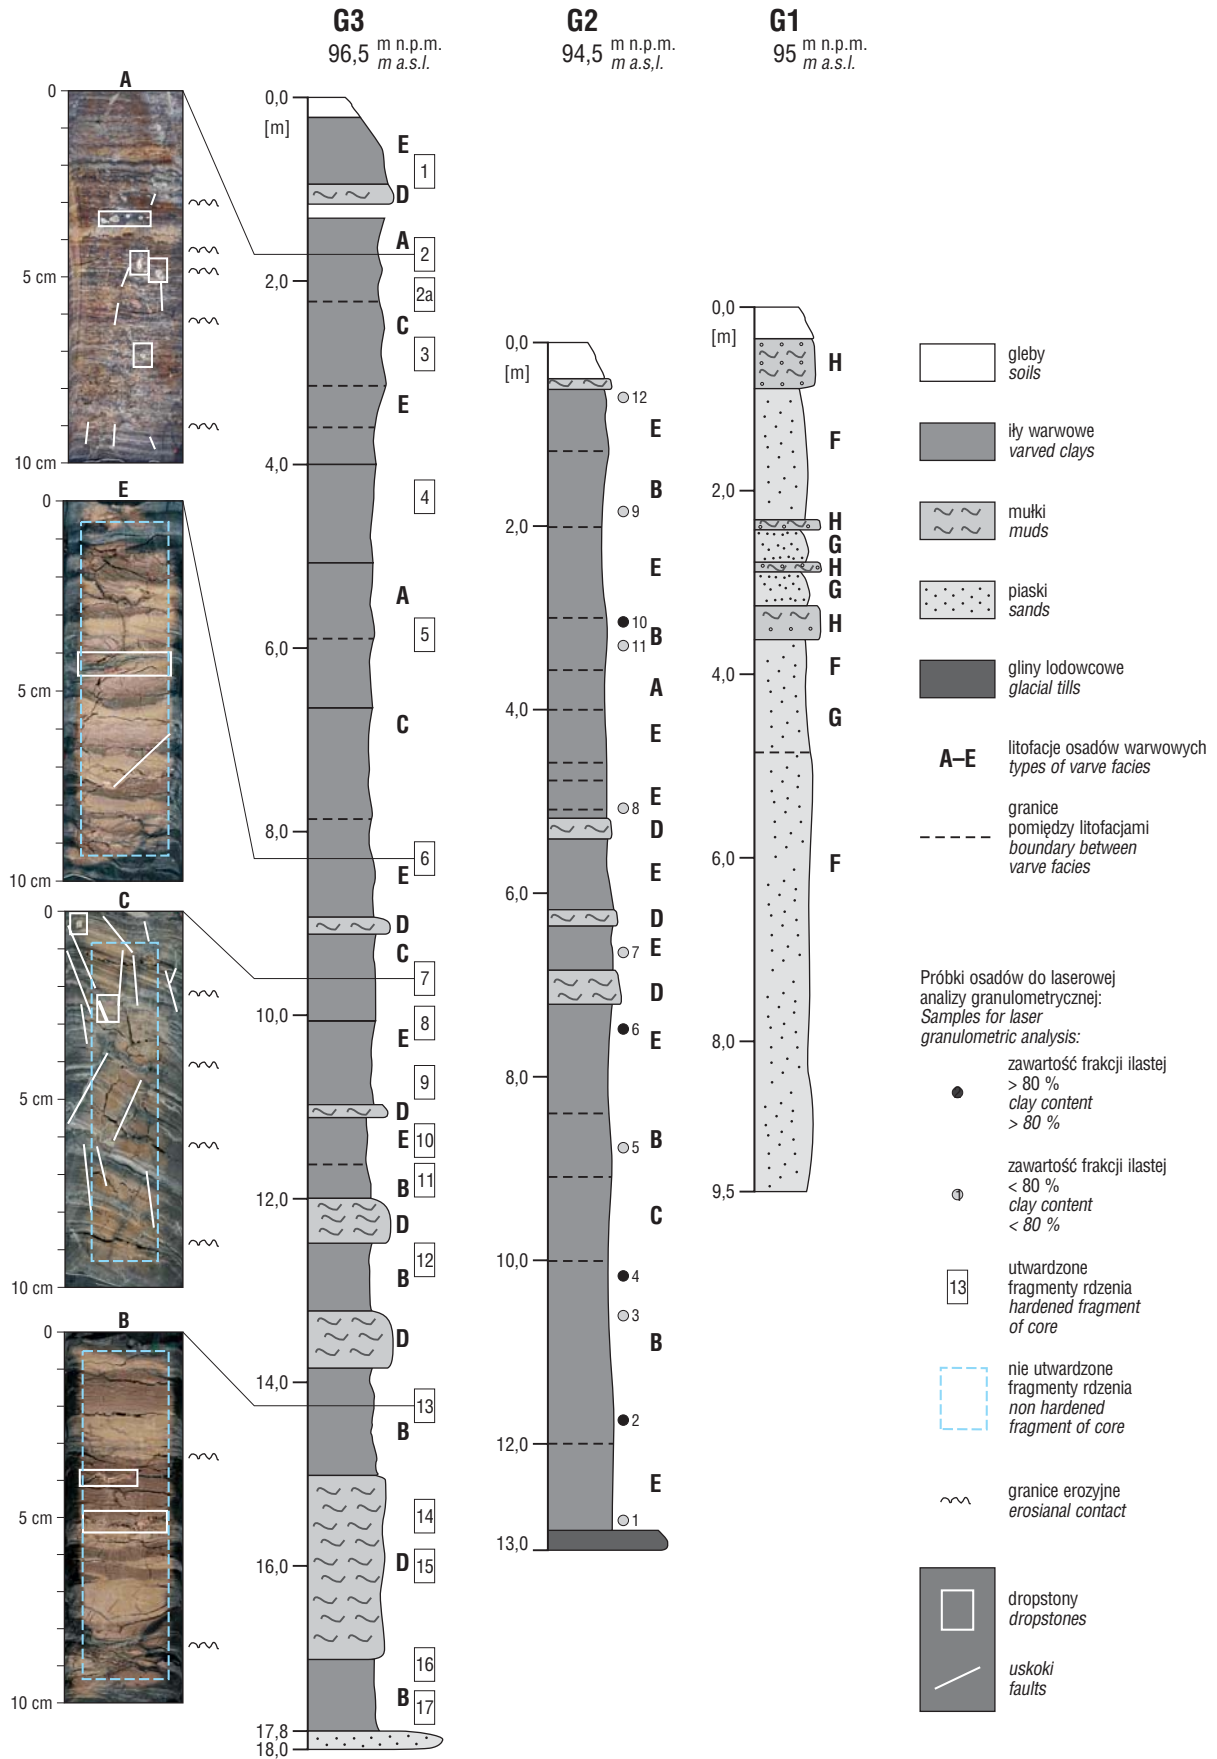 G3
96,5 m n.p.m.
m a.s.l.
G2
94,5 m n.p.m.
m a.s,l.
G1
95 m n.p.m.
m a.s.l.
A
0
5 cm
10 cm
E
0
5 cm
10 cm
C
0
5 cm
10 cm
B
0
5 cm
10 cm
0,0
[m]
2,0
4,0
6,0
8,0
10,0
12,0
14,0
16,0
17,8
18,0
E
1
D
A
2
2a
C
3
E
4
A
5
C
6
E
D
C
7
8
E
9
D
E
10
11
B
D
12
B
D
13
B
14
D
15
16
B
17
0,0
[m]
2,0
4,0
6,0
8,0
10,0
12,0
13,0
12
E
B
9
E
10
B
11
A
E
E
8
D
E
D
E
7
D
6
E
B
5
C
4
3
B
2
E
1
0,0
[m]
2,0
4,0
6,0
8,0
9,5
H
F
H
G
H
G
H
F
G
F
gleby
soils
iły warwowe
varved clays
mułki
muds
piaski
sands
gliny lodowcowe
glacial tills
A–E
litofacje osadów warwowych
types of varve facies
granice
pomiędzy litofacjami
boundary between
varve facies
Próbki osadów do laserowej
analizy granulometrycznej:
Samples for laser
granulometric analysis:
zawartość frakcji ilastej
> 80 %
clay content
> 80 %
1
zawartość frakcji ilastej
< 80 %
clay content
< 80 %
13
utwardzone
fragmenty rdzenia
hardened fragment
of core
nie utwardzone
fragmenty rdzenia
non hardened
fragment of core
granice erozyjne
erosianal contact
dropstony
dropstones
uskoki
faults